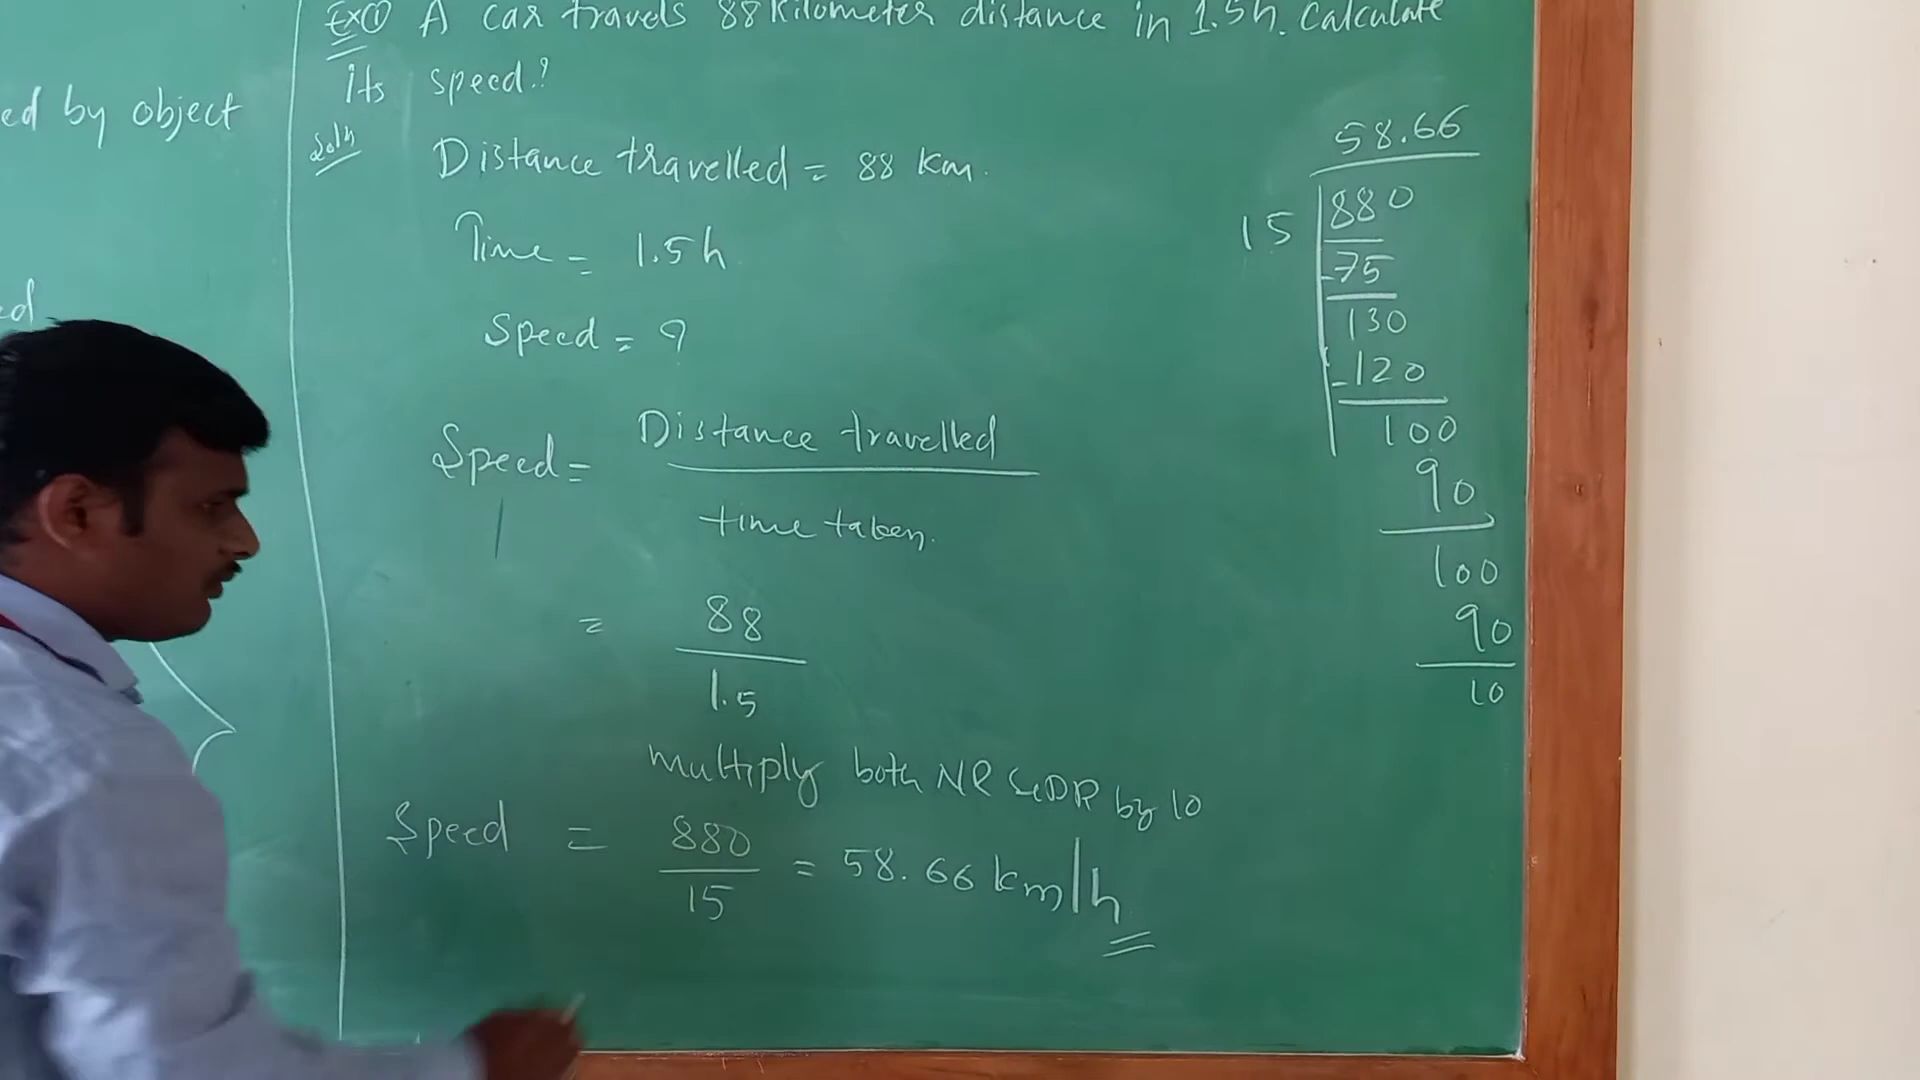 ed by object
ed
Ex① A car travels 88 Kilometer distance in 1.5h. Calculate
its speed.?
Soln
Distance travelled = 88 km.
Time = 1.5h
Speed = ?
Speed = Distance travelled
time taken.
= 88
1.5
multiply both NR & DR by 10
Speed = 880 = 58.66 km/h
15
58.66
15 880
-75
130
-120
100
90
100
90
10